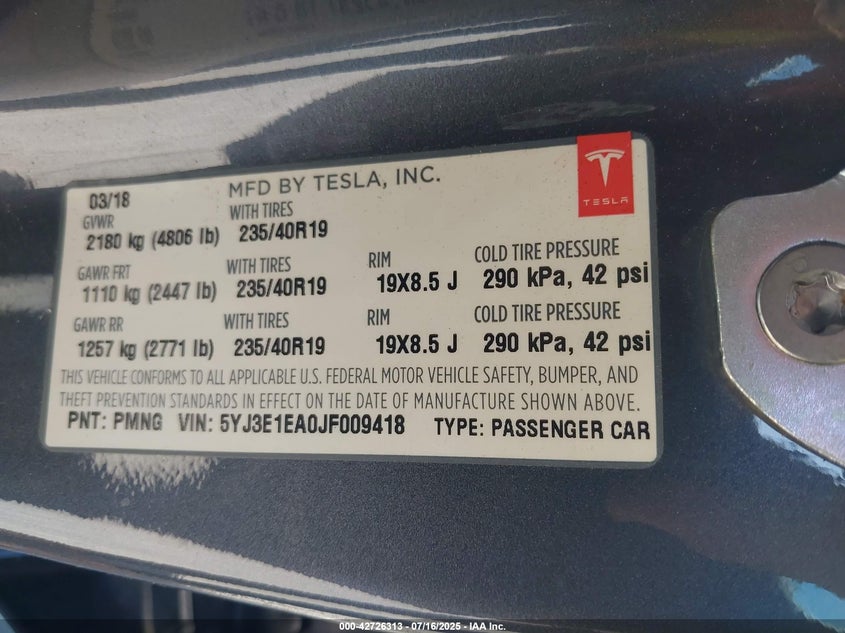 03/18 MFD BY TESLA, INC.
TESLA
GVWR WITH TIRES
2180 kg (4806 lb) 235/40R19
GAWR FRT WITH TIRES RIM COLD TIRE PRESSURE
1110 kg (2447 lb) 235/40R19 19X8.5 J 290 kPa, 42 psi
GAWR RR WITH TIRES RIM COLD TIRE PRESSURE
1257 kg (2771 lb) 235/40R19 19X8.5 J 290 kPa, 42 psi
THIS VEHICLE CONFORMS TO ALL APPLICABLE U.S. FEDERAL MOTOR VEHICLE SAFETY, BUMPER, AND
THEFT PREVENTION STANDARDS IN EFFECT ON THE DATE OF MANUFACTURE SHOWN ABOVE.
PNT: PMNG VIN: 5YJ3E1EA0JF009418 TYPE: PASSENGER CAR
000-42726313 - 07/16/2025 - IAA Inc.